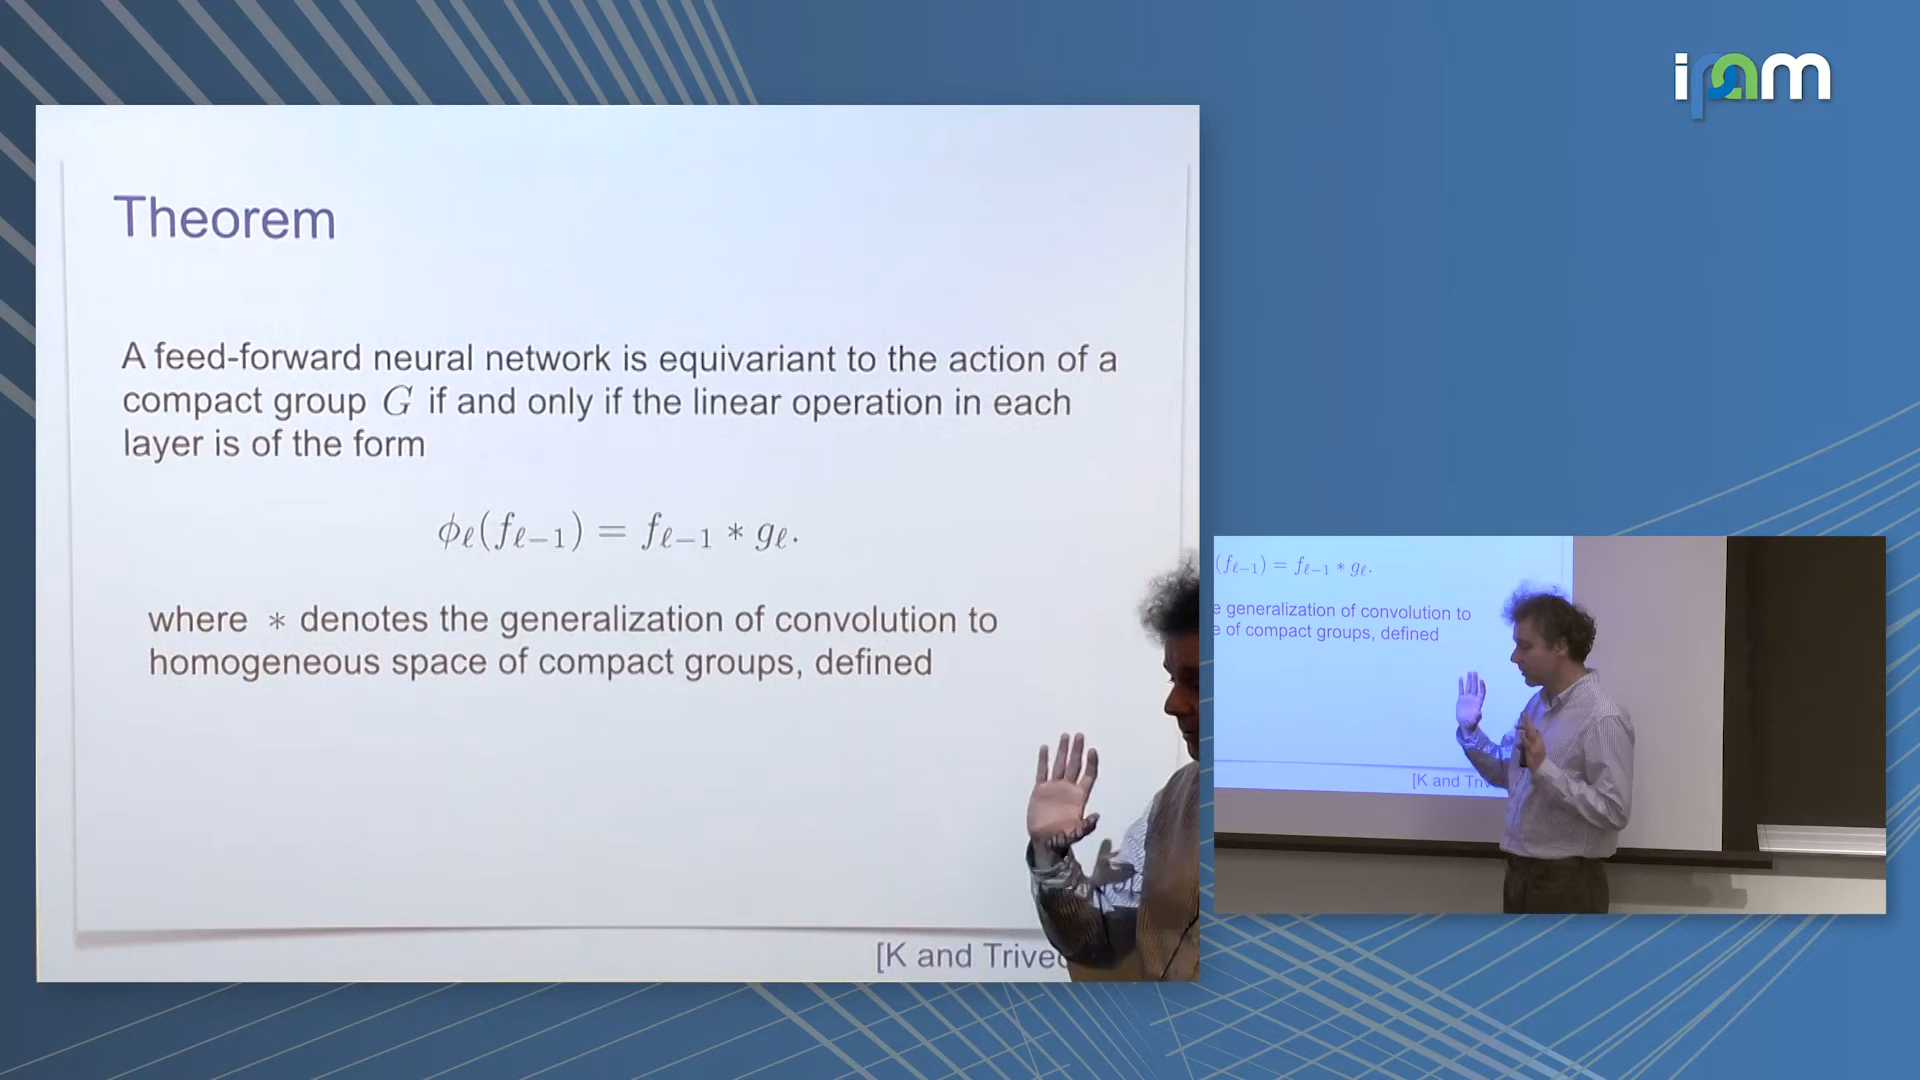 ipam
Theorem
A feed-forward neural network is equivariant to the action of a
compact group G if and only if the linear operation in each
layer is of the form
ϕ_ℓ(f_{ℓ−1}) = f_{ℓ−1} ∗ g_ℓ.
where ∗ denotes the generalization of convolution to
homogeneous space of compact groups, defined
[K and
(f_{ℓ−1}) = f_{ℓ−1} ∗ g_ℓ.
generalization of convolution to
of compact groups, defined
[K and